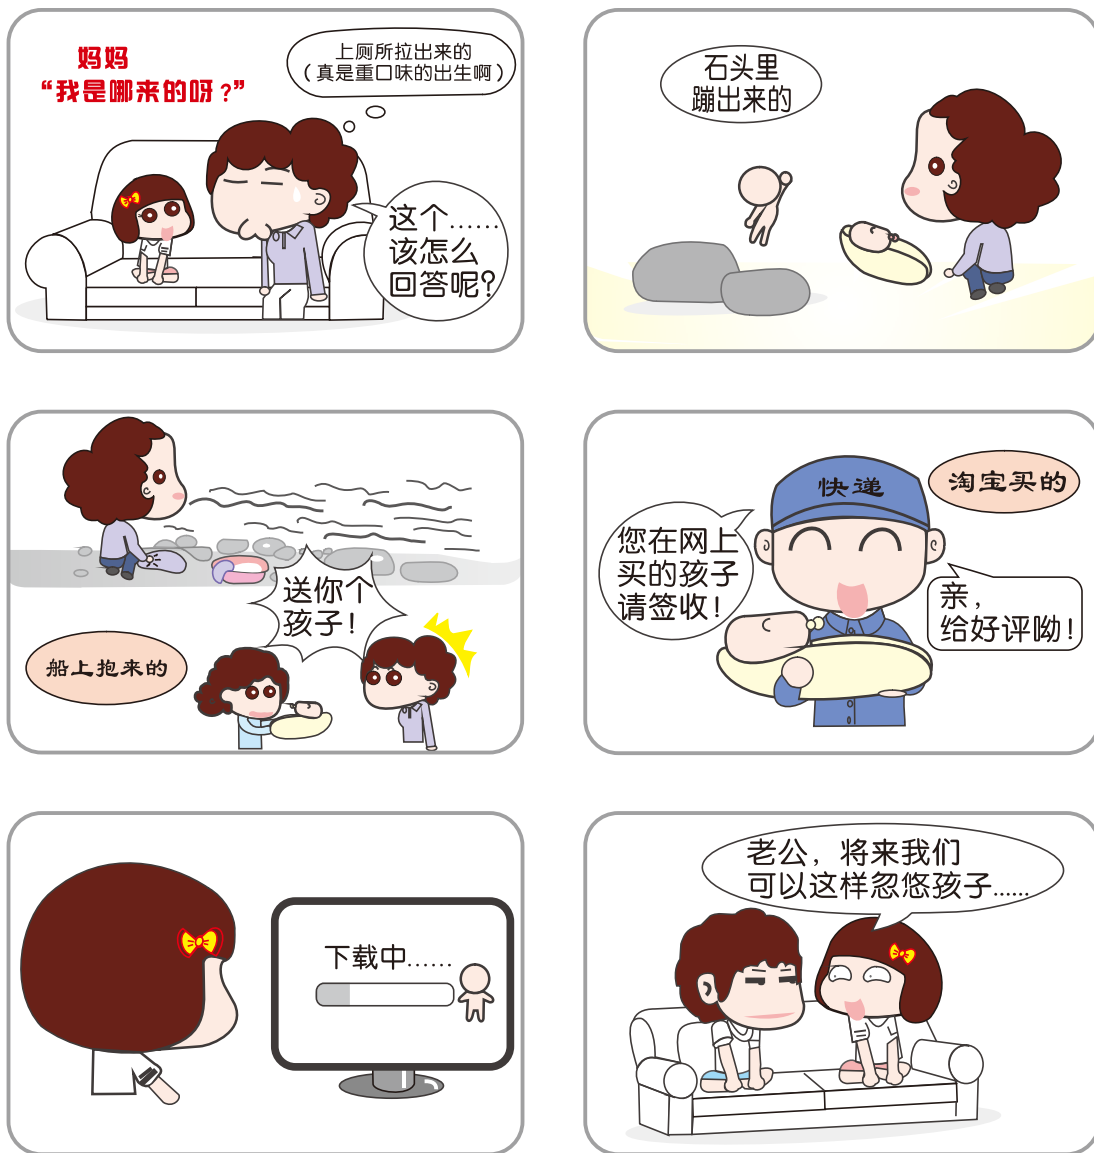 妈妈
“我是哪来的呀？”
上厕所拉出来的
（真是重口味的出生啊）
这个……
该怎么
回答呢？
石头里
蹦出来的
送你个
孩子！
船上抱来的
快递
淘宝买的
您在网上
买的孩子
请签收！
亲，
给好评呦！
下载中……
老公，将来我们
可以这样忽悠孩子……